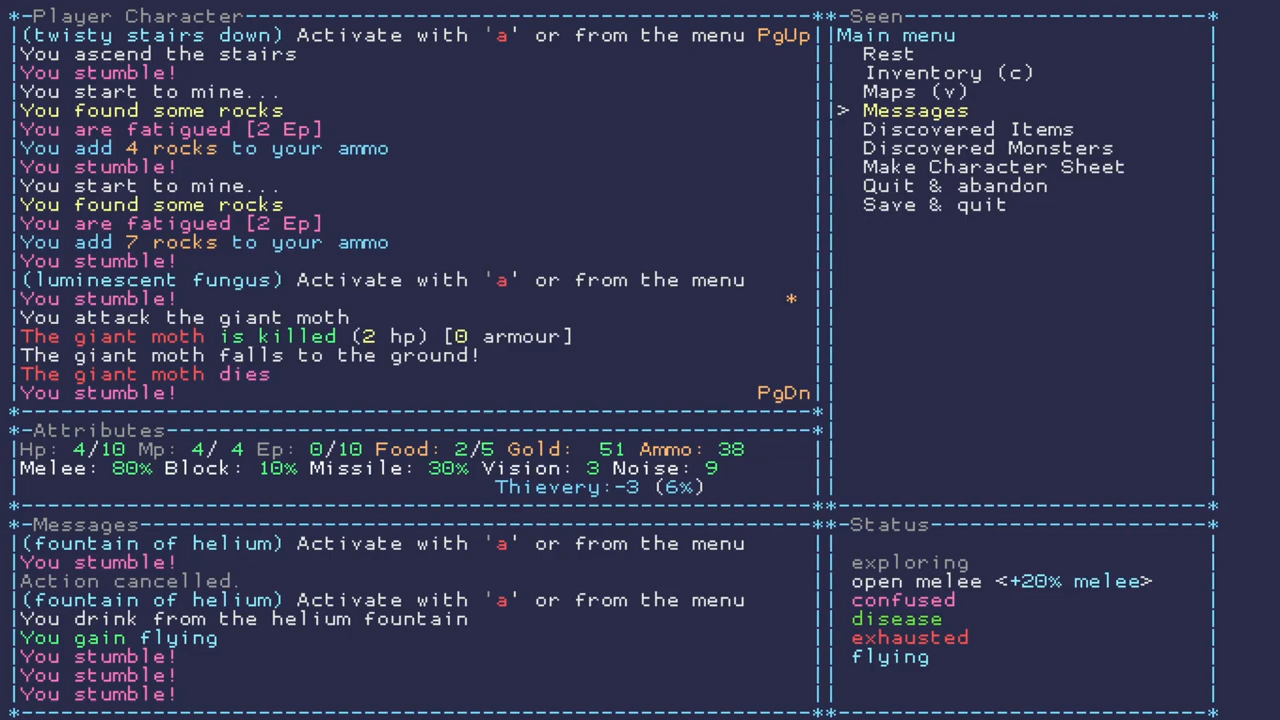 Player Character
(twisty stairs down) Activate with 'a' or from the menu PgUp
You ascend the stairs
You stumble!
You start to mine...
You found some rocks
You are fatigued [2 Ep]
You add 4 rocks to your ammo
You stumble!
You start to mine...
You found some rocks
You are fatigued [2 Ep]
You add 7 rocks to your ammo
You stumble!
(luminescent fungus) Activate with 'a' or from the menu
You stumble! *
You attack the giant moth
The giant moth is killed (2 hp) [0 armour]
The giant moth falls to the ground!
The giant moth dies
You stumble! PgDn
Seen
Main menu
Rest
Inventory (c)
Maps (v)
> Messages
Discovered Items
Discovered Monsters
Make Character Sheet
Quit & abandon
Save & quit
Attributes
Hp: 4/10 Mp: 4/ 4 Ep: 0/10 Food: 2/5 Gold: 51 Ammo: 38
Melee: 80% Block: 10% Missile: 30% Vision: 3 Noise: 9
Thievery:-3 (6%)
Messages
(fountain of helium) Activate with 'a' or from the menu
You stumble!
Action cancelled.
(fountain of helium) Activate with 'a' or from the menu
You drink from the helium fountain
You gain flying
You stumble!
You stumble!
You stumble!
Status
exploring
open melee <+20% melee>
confused
disease
exhausted
flying